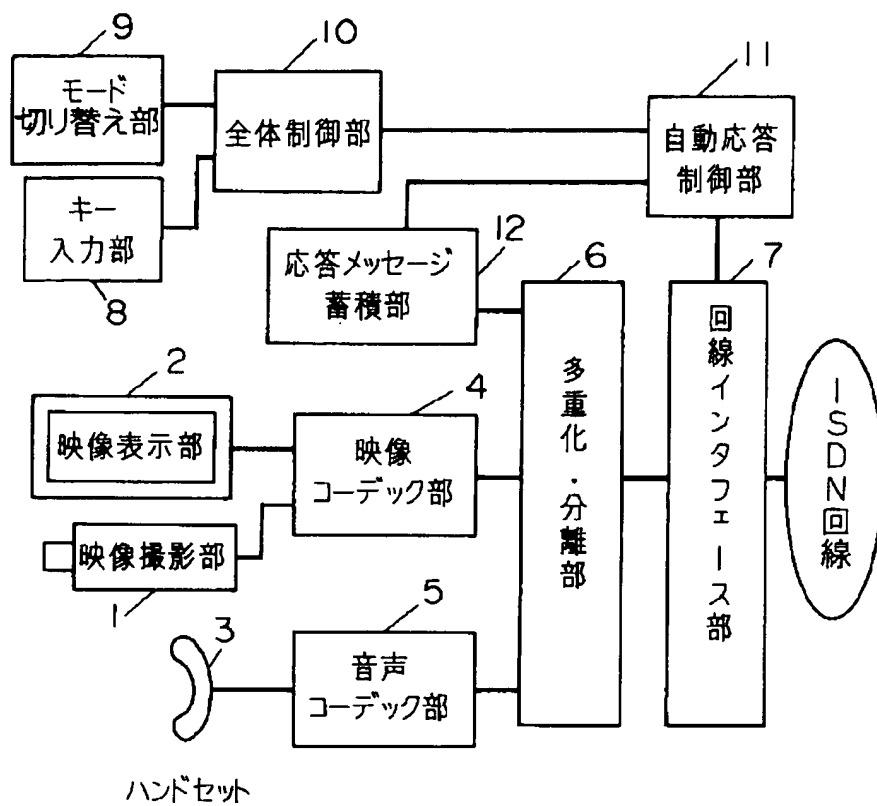 9
モード
切り替え部
10
全体制御部
11
自動応答
制御部
キー
入力部
8
応答メッセージ
蓄積部
12
6
多重化・分離部
7
回線インタフェース部
ISDN回線
2
映像表示部
4
映像
コーデック部
映像撮影部
1
3
5
音声
コーデック部
ハンドセット